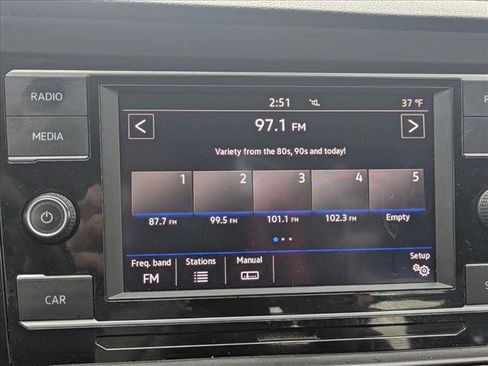 RADIO
MEDIA
CAR
2:51 37 °F
97.1 FM
Variety from the 80s, 90s and today!
1 2 3 4 5
87.7 FM 99.5 FM 101.1 FM 102.3 FM Empty
Freq. band Stations Manual Setup
FM
P
S